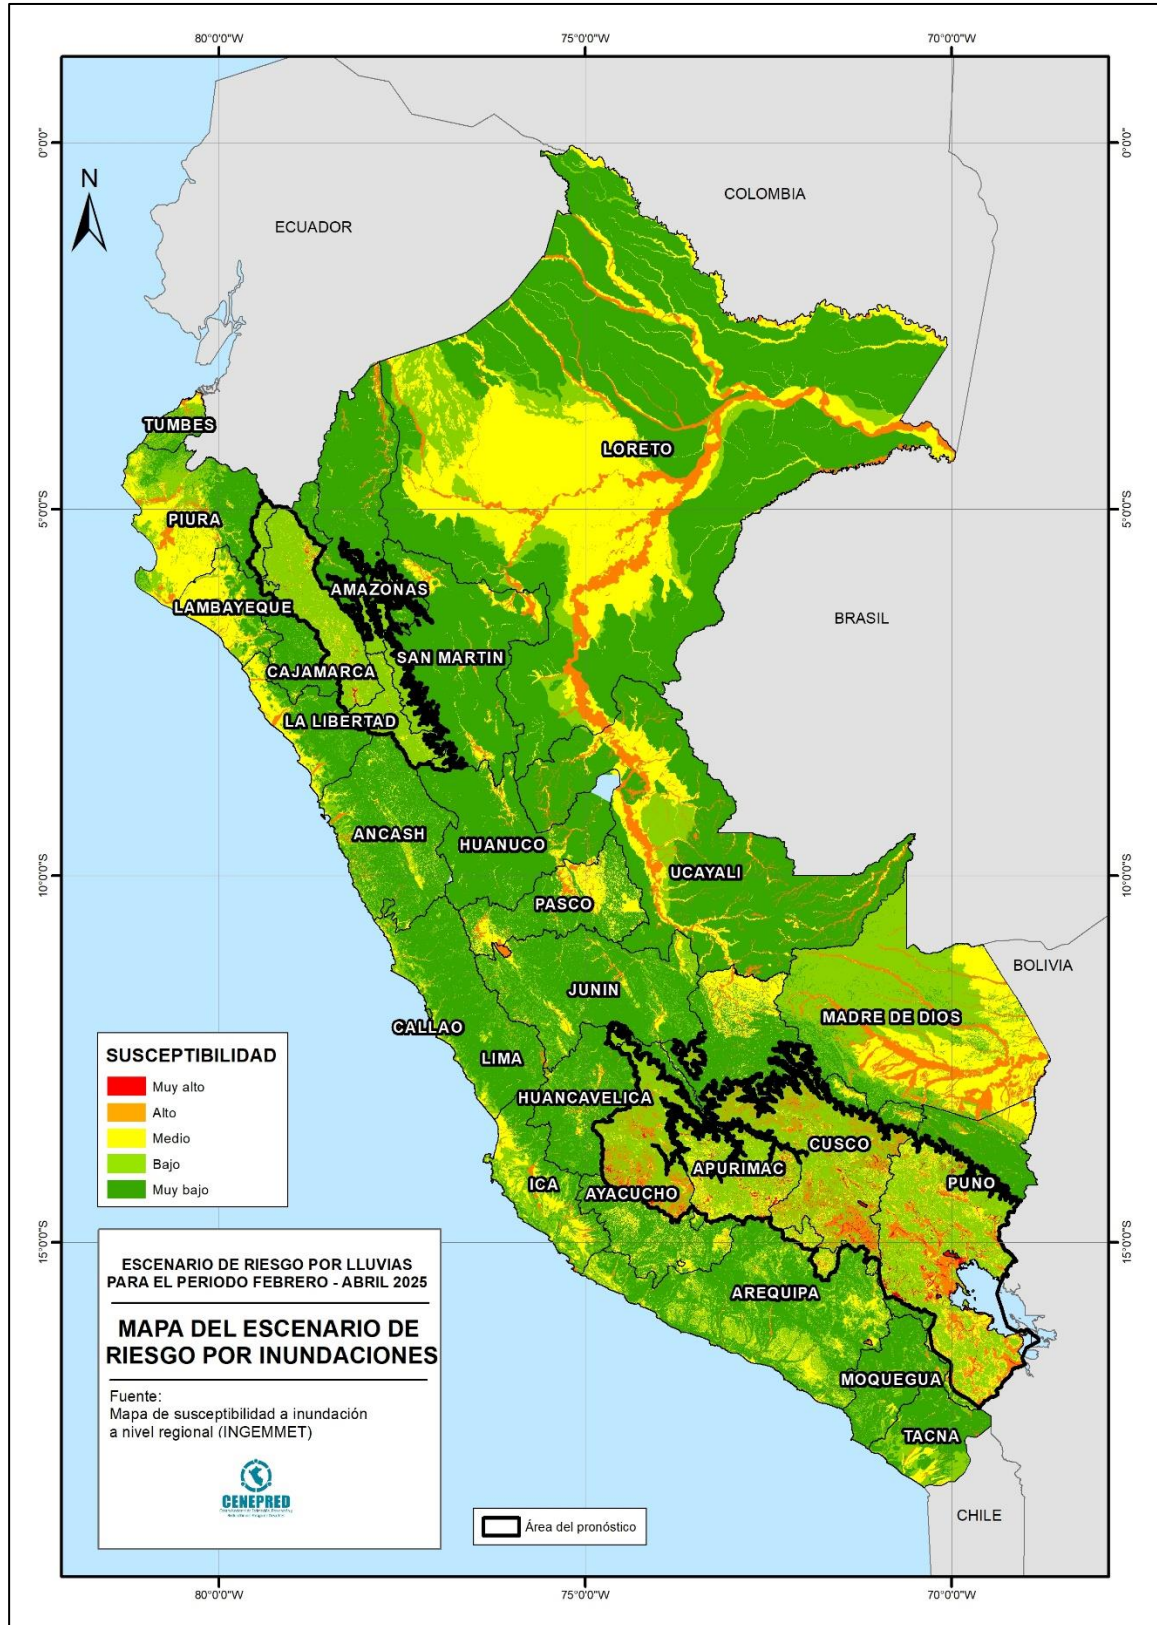 80°0'0"W
75°0'0"W
70°0'0"W
0°0'0"
0°0'0"
N
COLOMBIA
ECUADOR
TUMBES
LORETO
5°0'0"S
5°0'0"S
PIURA
AMAZONAS
LAMBAYEQUE
BRASIL
SAN MARTIN
CAJAMARCA
LA LIBERTAD
ANCASH
HUANUCO
UCAYALI
10°0'0"S
10°0'0"S
PASCO
BOLIVIA
JUNIN
MADRE DE DIOS
CALLAO
LIMA
HUANCAVELICA
CUSCO
APURIMAC
PUNO
ICA
AYACUCHO
15°0'0"S
15°0'0"S
AREQUIPA
MOQUEGUA
TACNA
CHILE
SUSCEPTIBILIDAD
Muy alto
Alto
Medio
Bajo
Muy bajo
ESCENARIO DE RIESGO POR LLUVIAS
PARA EL PERIODO FEBRERO - ABRIL 2025
MAPA DEL ESCENARIO DE
RIESGO POR INUNDACIONES
Fuente:
Mapa de susceptibilidad a inundación
a nivel regional (INGEMMET)
CENEPRED
Área del pronóstico
80°0'0"W
75°0'0"W
70°0'0"W